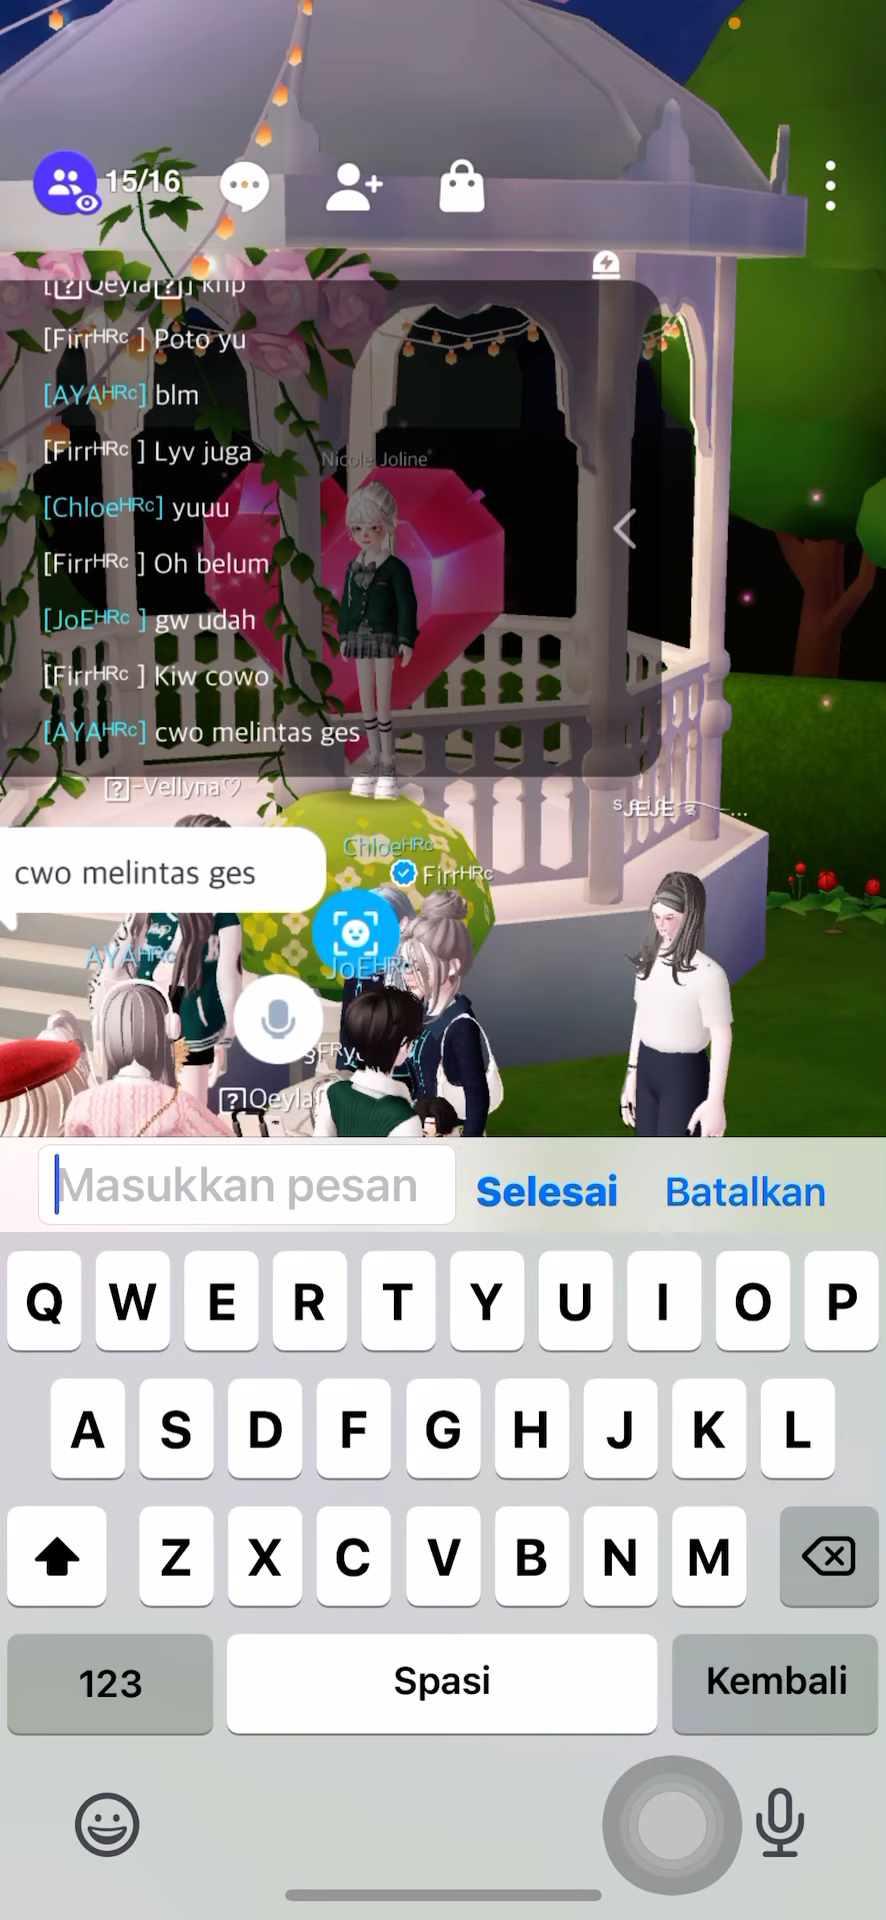 15/16
[FirrHRc ] Poto yu
[AYAHRc] blm
[FirrHRc ] Lyv juga
Nicole Joline
[ChloeHRc] yuuu
[FirrHRc ] Oh belum
[JoEHRc ] gw udah
[FirrHRc ] Kiw cowo
[AYAHRc] cwo melintas ges
-Vellyna♡
ChloeHRc
cwo melintas ges
FirrHRc
AYAHRc
JoEHRc
Qeyla
Masukkan pesan
Selesai
Batalkan
Q W E R T Y U I O P
A S D F G H J K L
Z X C V B N M
123
Spasi
Kembali